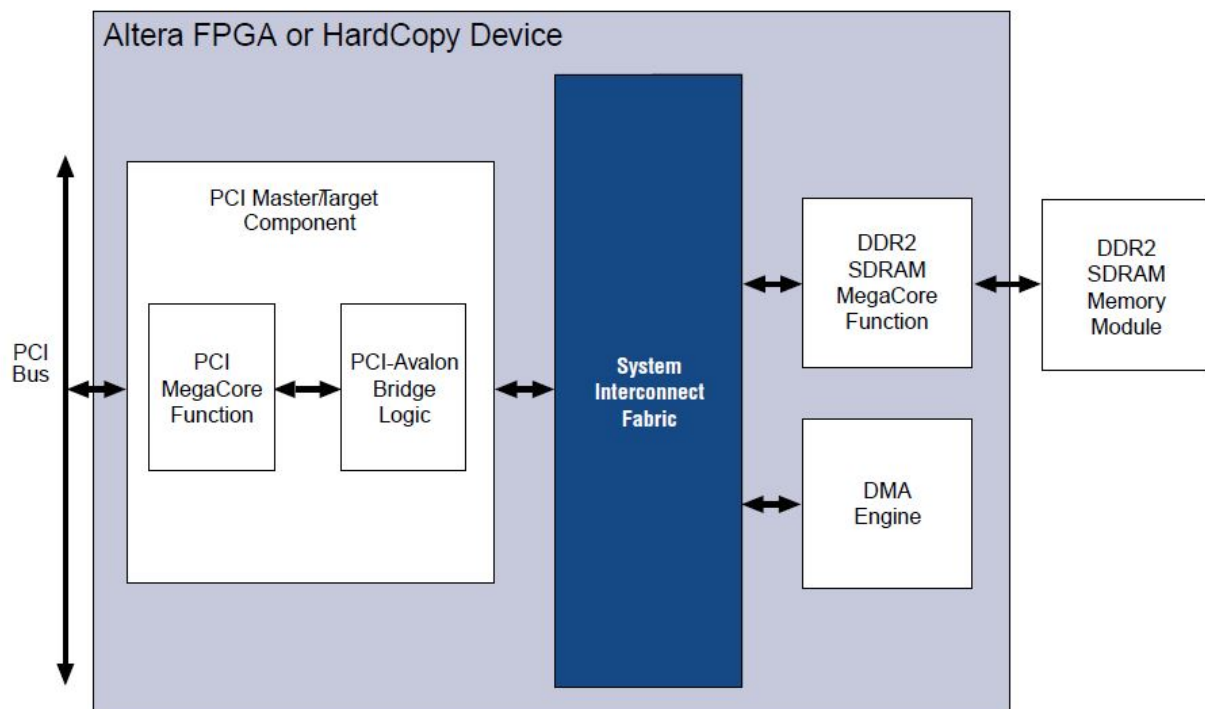 Altera FPGA or HardCopy Device
PCI Master/Target
Component
PCI
MegaCore
Function
PCI-Avalon
Bridge
Logic
PCI
Bus
System
Interconnect
Fabric
DDR2
SDRAM
MegaCore
Function
DDR2
SDRAM
Memory
Module
DMA
Engine